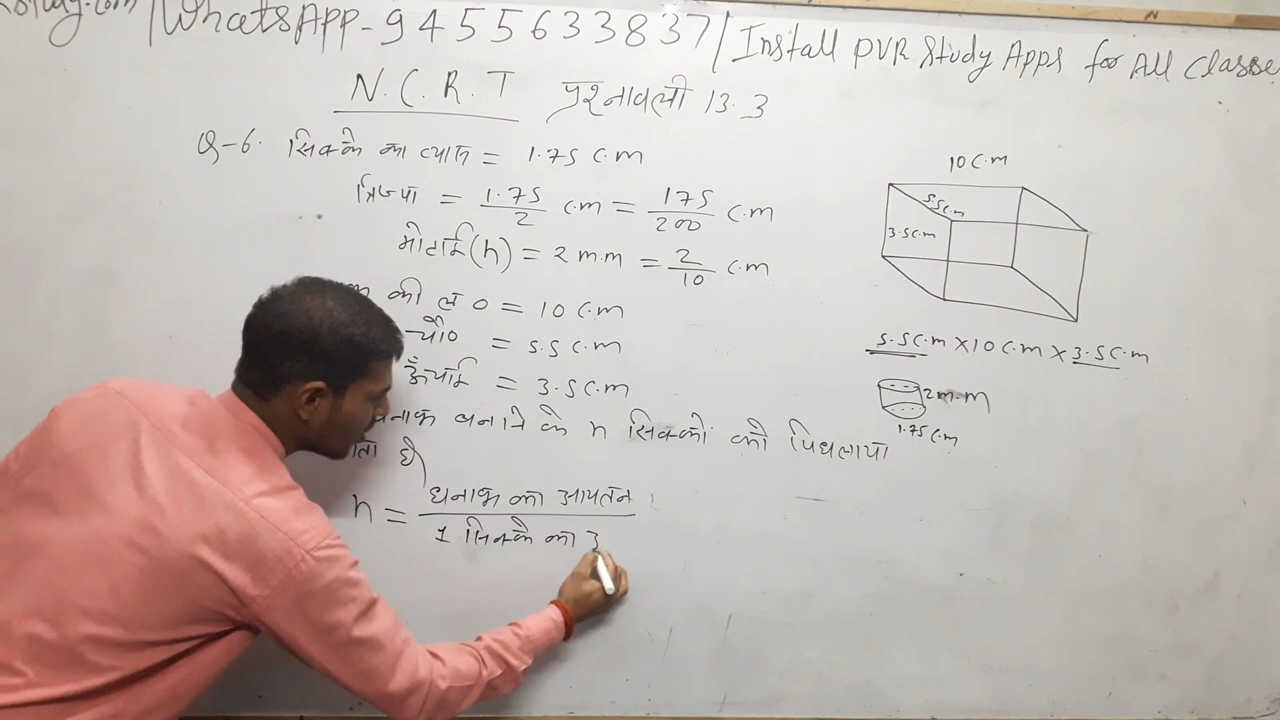 WhatsApp-9455633837/Install PVR Study Apps for All Classe
N.C.R.T प्रश्नावली 13.3
Q-6. सिक्के का व्यास = 1.75 C.m
त्रिज्या = 1.75/2 C.m = 175/200 C.m
मोटाई (h) = 2 m.m = 2/10 C.m
की ल० = 10 C.m
चौ० = 5.5 C.m
ऊँचाई = 3.5 C.m
घनाभ बनाने के n सिक्कों को पिघलाया
है
n = घनाभ का आयतन / 1 सिक्के का
10 C.m
5.5 C.m
3.5 C.m
5.5 C.m X 10 C.m X 3.5 C.m
2 m.m
1.75 C.m